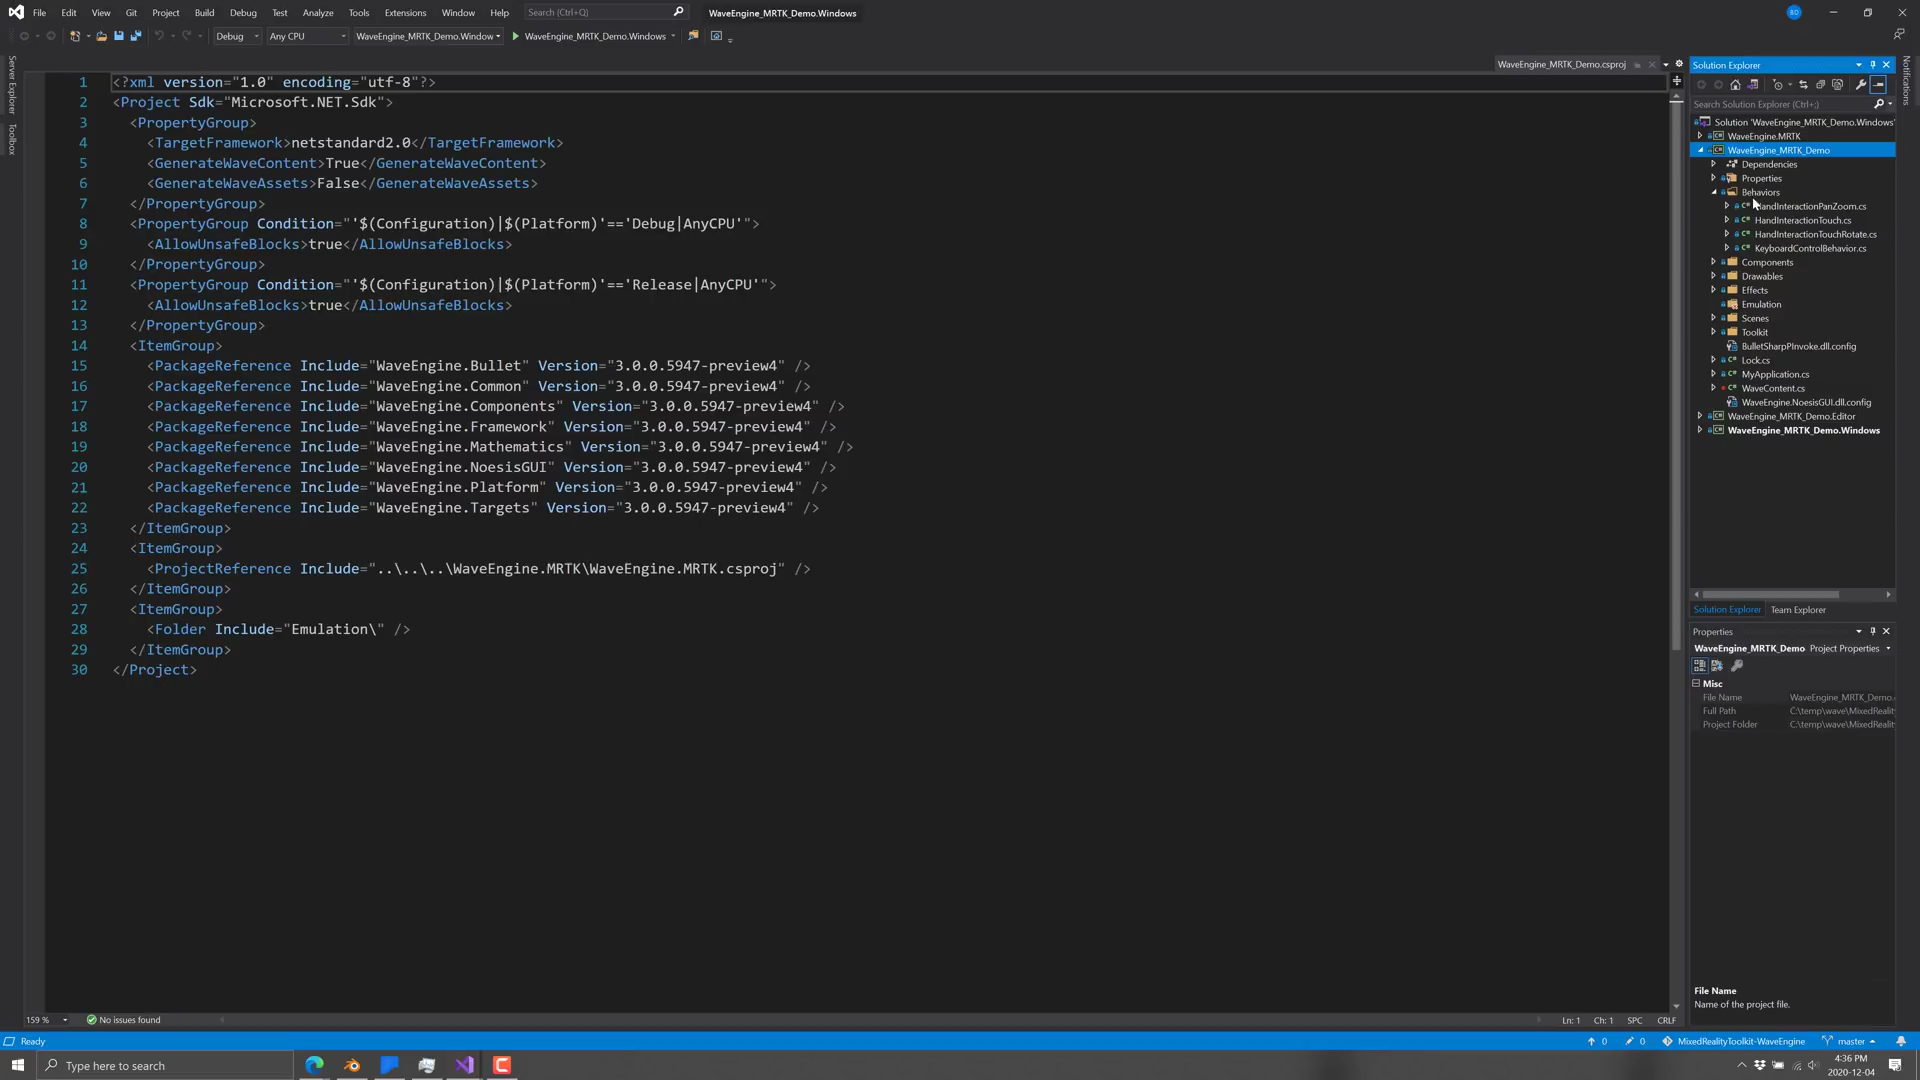 File Edit View Git Project Build Debug Test Analyze Tools Extensions Window Help Search (Ctrl+Q) WaveEngine_MRTK_Demo.Windows BD
Debug Any CPU WaveEngine_MRTK_Demo.Window WaveEngine_MRTK_Demo.Windows
Server Explorer
Toolbox
WaveEngine_MRTK_Demo.csproj
1 <?xml version="1.0" encoding="utf-8"?>
2 <Project Sdk="Microsoft.NET.Sdk">
3 <PropertyGroup>
4 <TargetFramework>netstandard2.0</TargetFramework>
5 <GenerateWaveContent>True</GenerateWaveContent>
6 <GenerateWaveAssets>False</GenerateWaveAssets>
7 </PropertyGroup>
8 <PropertyGroup Condition="'$(Configuration)|$(Platform)'=='Debug|AnyCPU'">
9 <AllowUnsafeBlocks>true</AllowUnsafeBlocks>
10 </PropertyGroup>
11 <PropertyGroup Condition="'$(Configuration)|$(Platform)'=='Release|AnyCPU'">
12 <AllowUnsafeBlocks>true</AllowUnsafeBlocks>
13 </PropertyGroup>
14 <ItemGroup>
15 <PackageReference Include="WaveEngine.Bullet" Version="3.0.0.5947-preview4" />
16 <PackageReference Include="WaveEngine.Common" Version="3.0.0.5947-preview4" />
17 <PackageReference Include="WaveEngine.Components" Version="3.0.0.5947-preview4" />
18 <PackageReference Include="WaveEngine.Framework" Version="3.0.0.5947-preview4" />
19 <PackageReference Include="WaveEngine.Mathematics" Version="3.0.0.5947-preview4" />
20 <PackageReference Include="WaveEngine.NoesisGUI" Version="3.0.0.5947-preview4" />
21 <PackageReference Include="WaveEngine.Platform" Version="3.0.0.5947-preview4" />
22 <PackageReference Include="WaveEngine.Targets" Version="3.0.0.5947-preview4" />
23 </ItemGroup>
24 <ItemGroup>
25 <ProjectReference Include="..\..\..\WaveEngine.MRTK\WaveEngine.MRTK.csproj" />
26 </ItemGroup>
27 <ItemGroup>
28 <Folder Include="Emulation\" />
29 </ItemGroup>
30 </Project>
159 % No issues found Ln: 1 Ch: 1 SPC CRLF
Solution Explorer
Search Solution Explorer (Ctrl+;)
Solution 'WaveEngine_MRTK_Demo.Windows'
WaveEngine.MRTK
WaveEngine_MRTK_Demo
Dependencies
Properties
Behaviors
HandInteractionPanZoom.cs
HandInteractionTouch.cs
HandInteractionTouchRotate.cs
KeyboardControlBehavior.cs
Components
Drawables
Effects
Emulation
Scenes
Toolkit
BulletSharpPInvoke.dll.config
Lock.cs
MyApplication.cs
WaveContent.cs
WaveEngine.NoesisGUI.dll.config
WaveEngine_MRTK_Demo.Editor
WaveEngine_MRTK_Demo.Windows
Solution Explorer Team Explorer
Properties
WaveEngine_MRTK_Demo Project Properties
Misc
File Name WaveEngine_MRTK_Demo.
Full Path C:\temp\wave\MixedReality
Project Folder C:\temp\wave\MixedReality
File Name
Name of the project file.
Notifications
Ready 0 0 MixedRealityToolkit-WaveEngine master
Type here to search
4:36 PM
2020-12-04